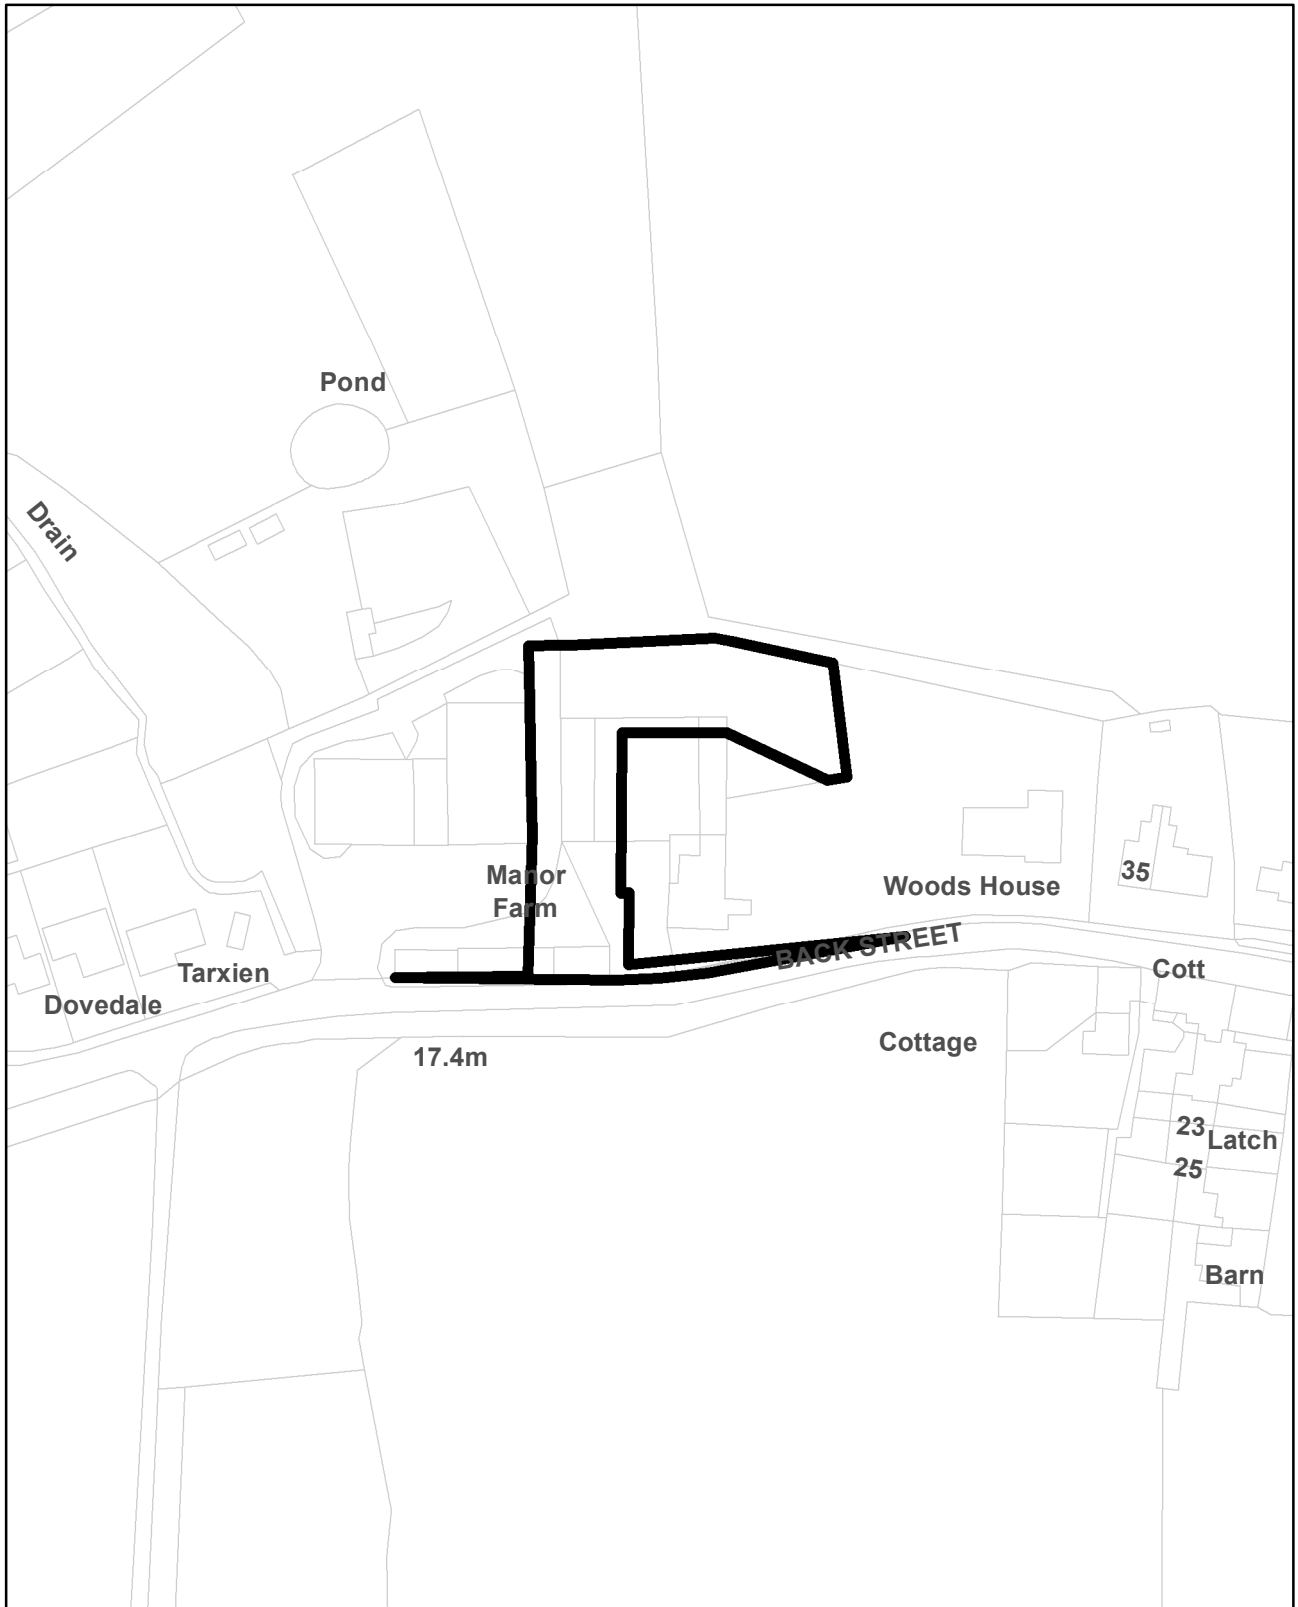 Pond
Drain
Manor
Farm
Woods House
35
BACK STREET
Tarxien
Cott
Dovedale
Cottage
17.4m
23
Latch
25
Barn